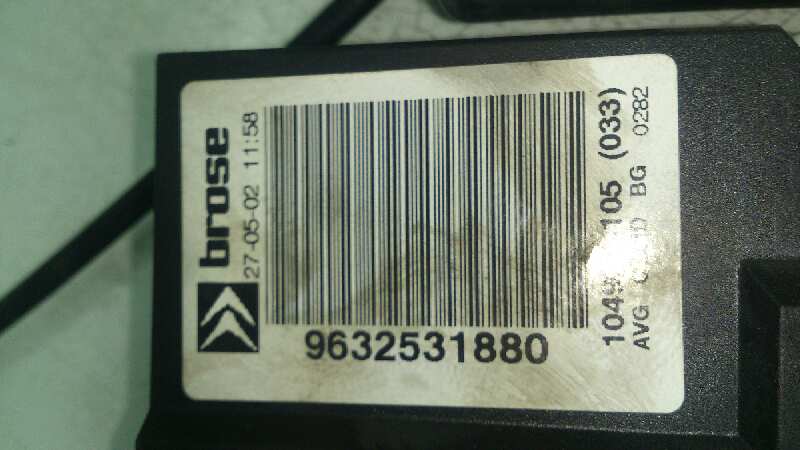 brose
27-05-02 11:58
9632531880
105 (033)
AVG BG 0282